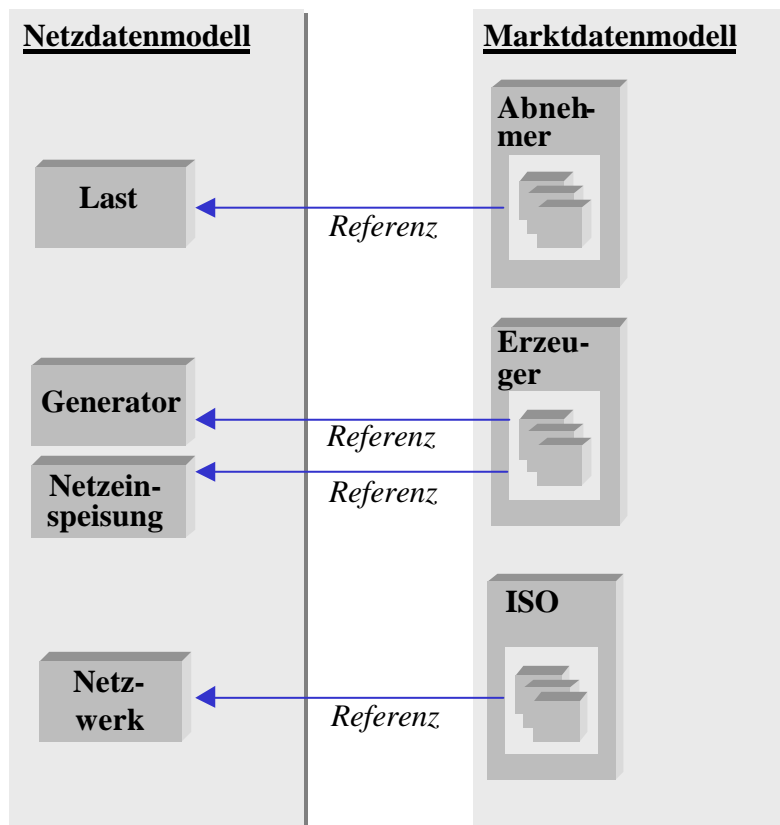 Netzdatenmodell
Marktdatenmodell
Abneh-
mer
Last
Referenz
Erzeu-
ger
Generator
Referenz
Netzein-
speisung
Referenz
ISO
Netz-
werk
Referenz